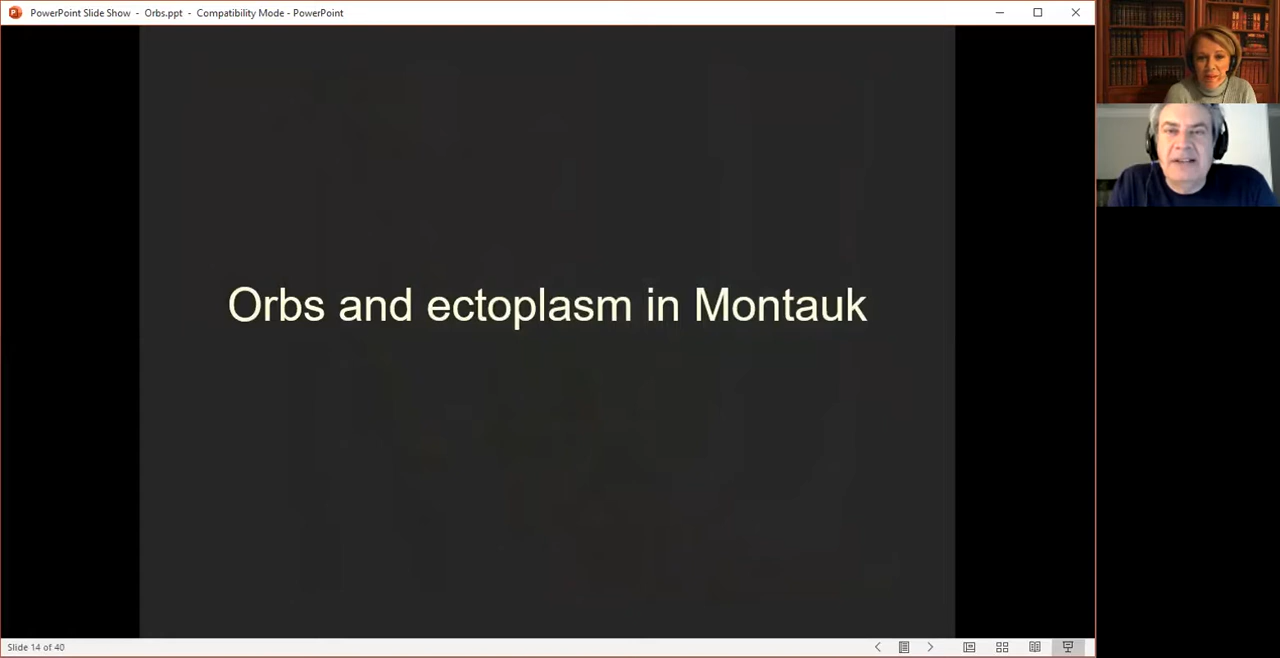 PowerPoint Slide Show - Orbs.ppt - Compatibility Mode - PowerPoint
Orbs and ectoplasm in Montauk
Slide 14 of 40